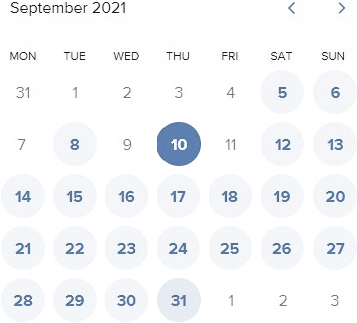 September 2021
MON TUE WED THU FRI SAT SUN
31 1 2 3 4 5 6
7 8 9 10 11 12 13
14 15 16 17 18 19 20
21 22 23 24 25 26 27
28 29 30 31 1 2 3